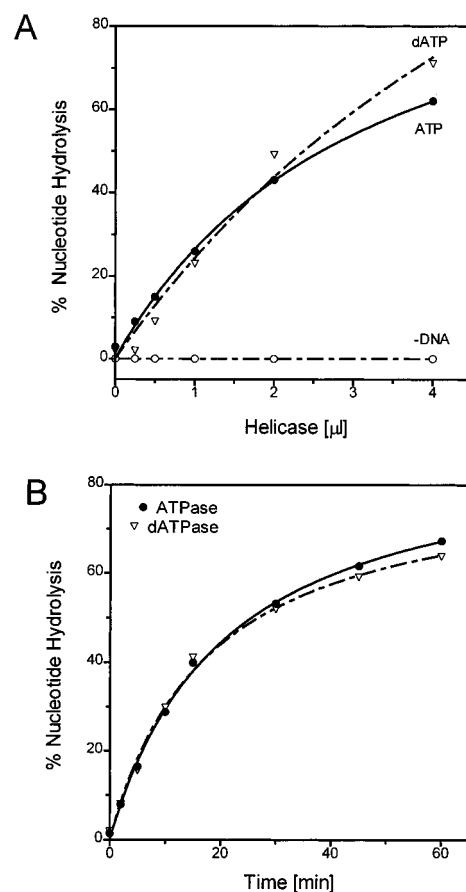 A
80
60
40
20
0
% Nucleotide Hydrolysis
dATP
ATP
-DNA
0 1 2 3 4
Helicase [µl]
B
80
60
40
20
0
% Nucleotide Hydrolysis
ATPase
dATPase
0 20 40 60
Time [min]